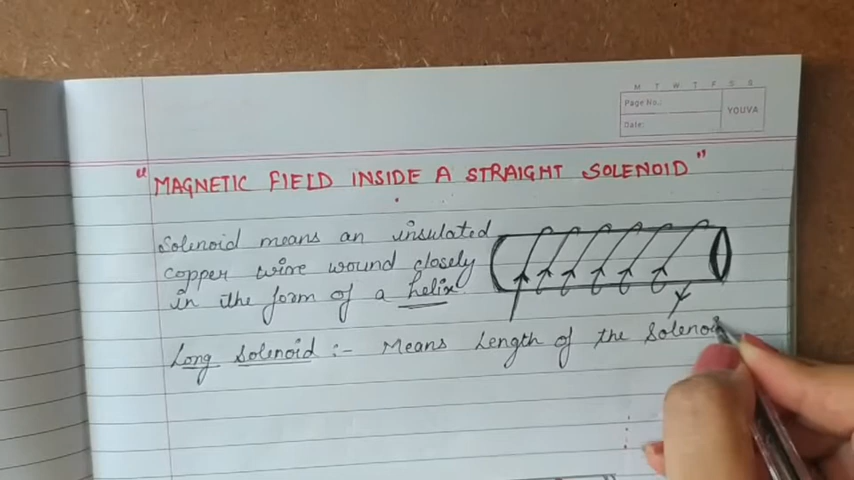 M T W T F S S
Page No.:
Date:
YOUVA
"MAGNETIC FIELD INSIDE A STRAIGHT SOLENOID"
Solenoid means an insulated
copper wire wound closely
in the form of a helix
Long Solenoid :- Means Length of the Solenoi